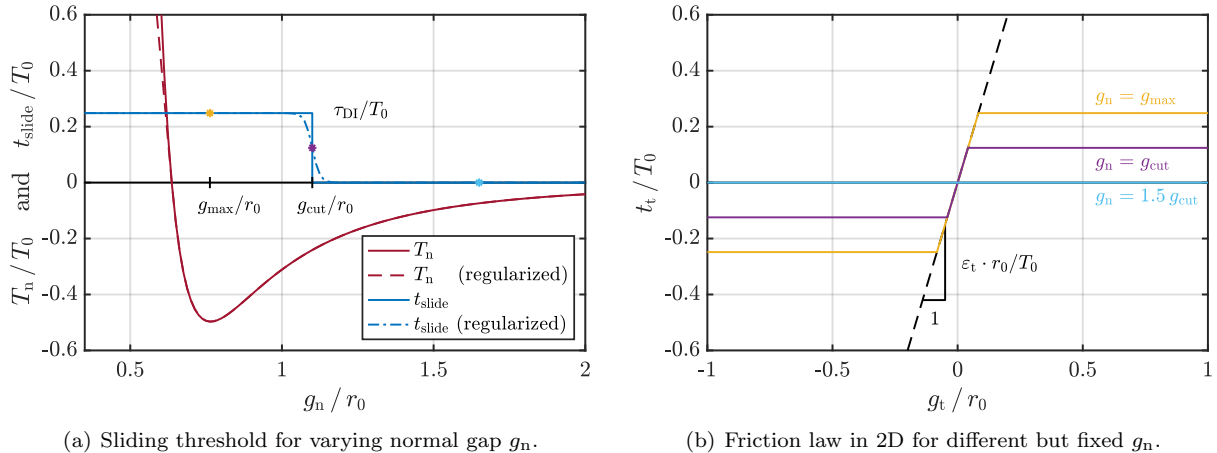 0.6
0.4
0.2
0
-0.2
-0.4
-0.6
T_n / T_0 and t_slide / T_0
τ_DI/T_0
g_max/r_0
g_cut/r_0
T_n
T_n (regularized)
t_slide
t_slide (regularized)
0.5
1
1.5
2
g_n / r_0
(a) Sliding threshold for varying normal gap g_n.
0.6
0.4
0.2
0
-0.2
-0.4
-0.6
t_t / T_0
g_n = g_max
g_n = g_cut
g_n = 1.5 g_cut
ε_t · r_0/T_0
1
-1
-0.5
0
0.5
1
g_t / r_0
(b) Friction law in 2D for different but fixed g_n.